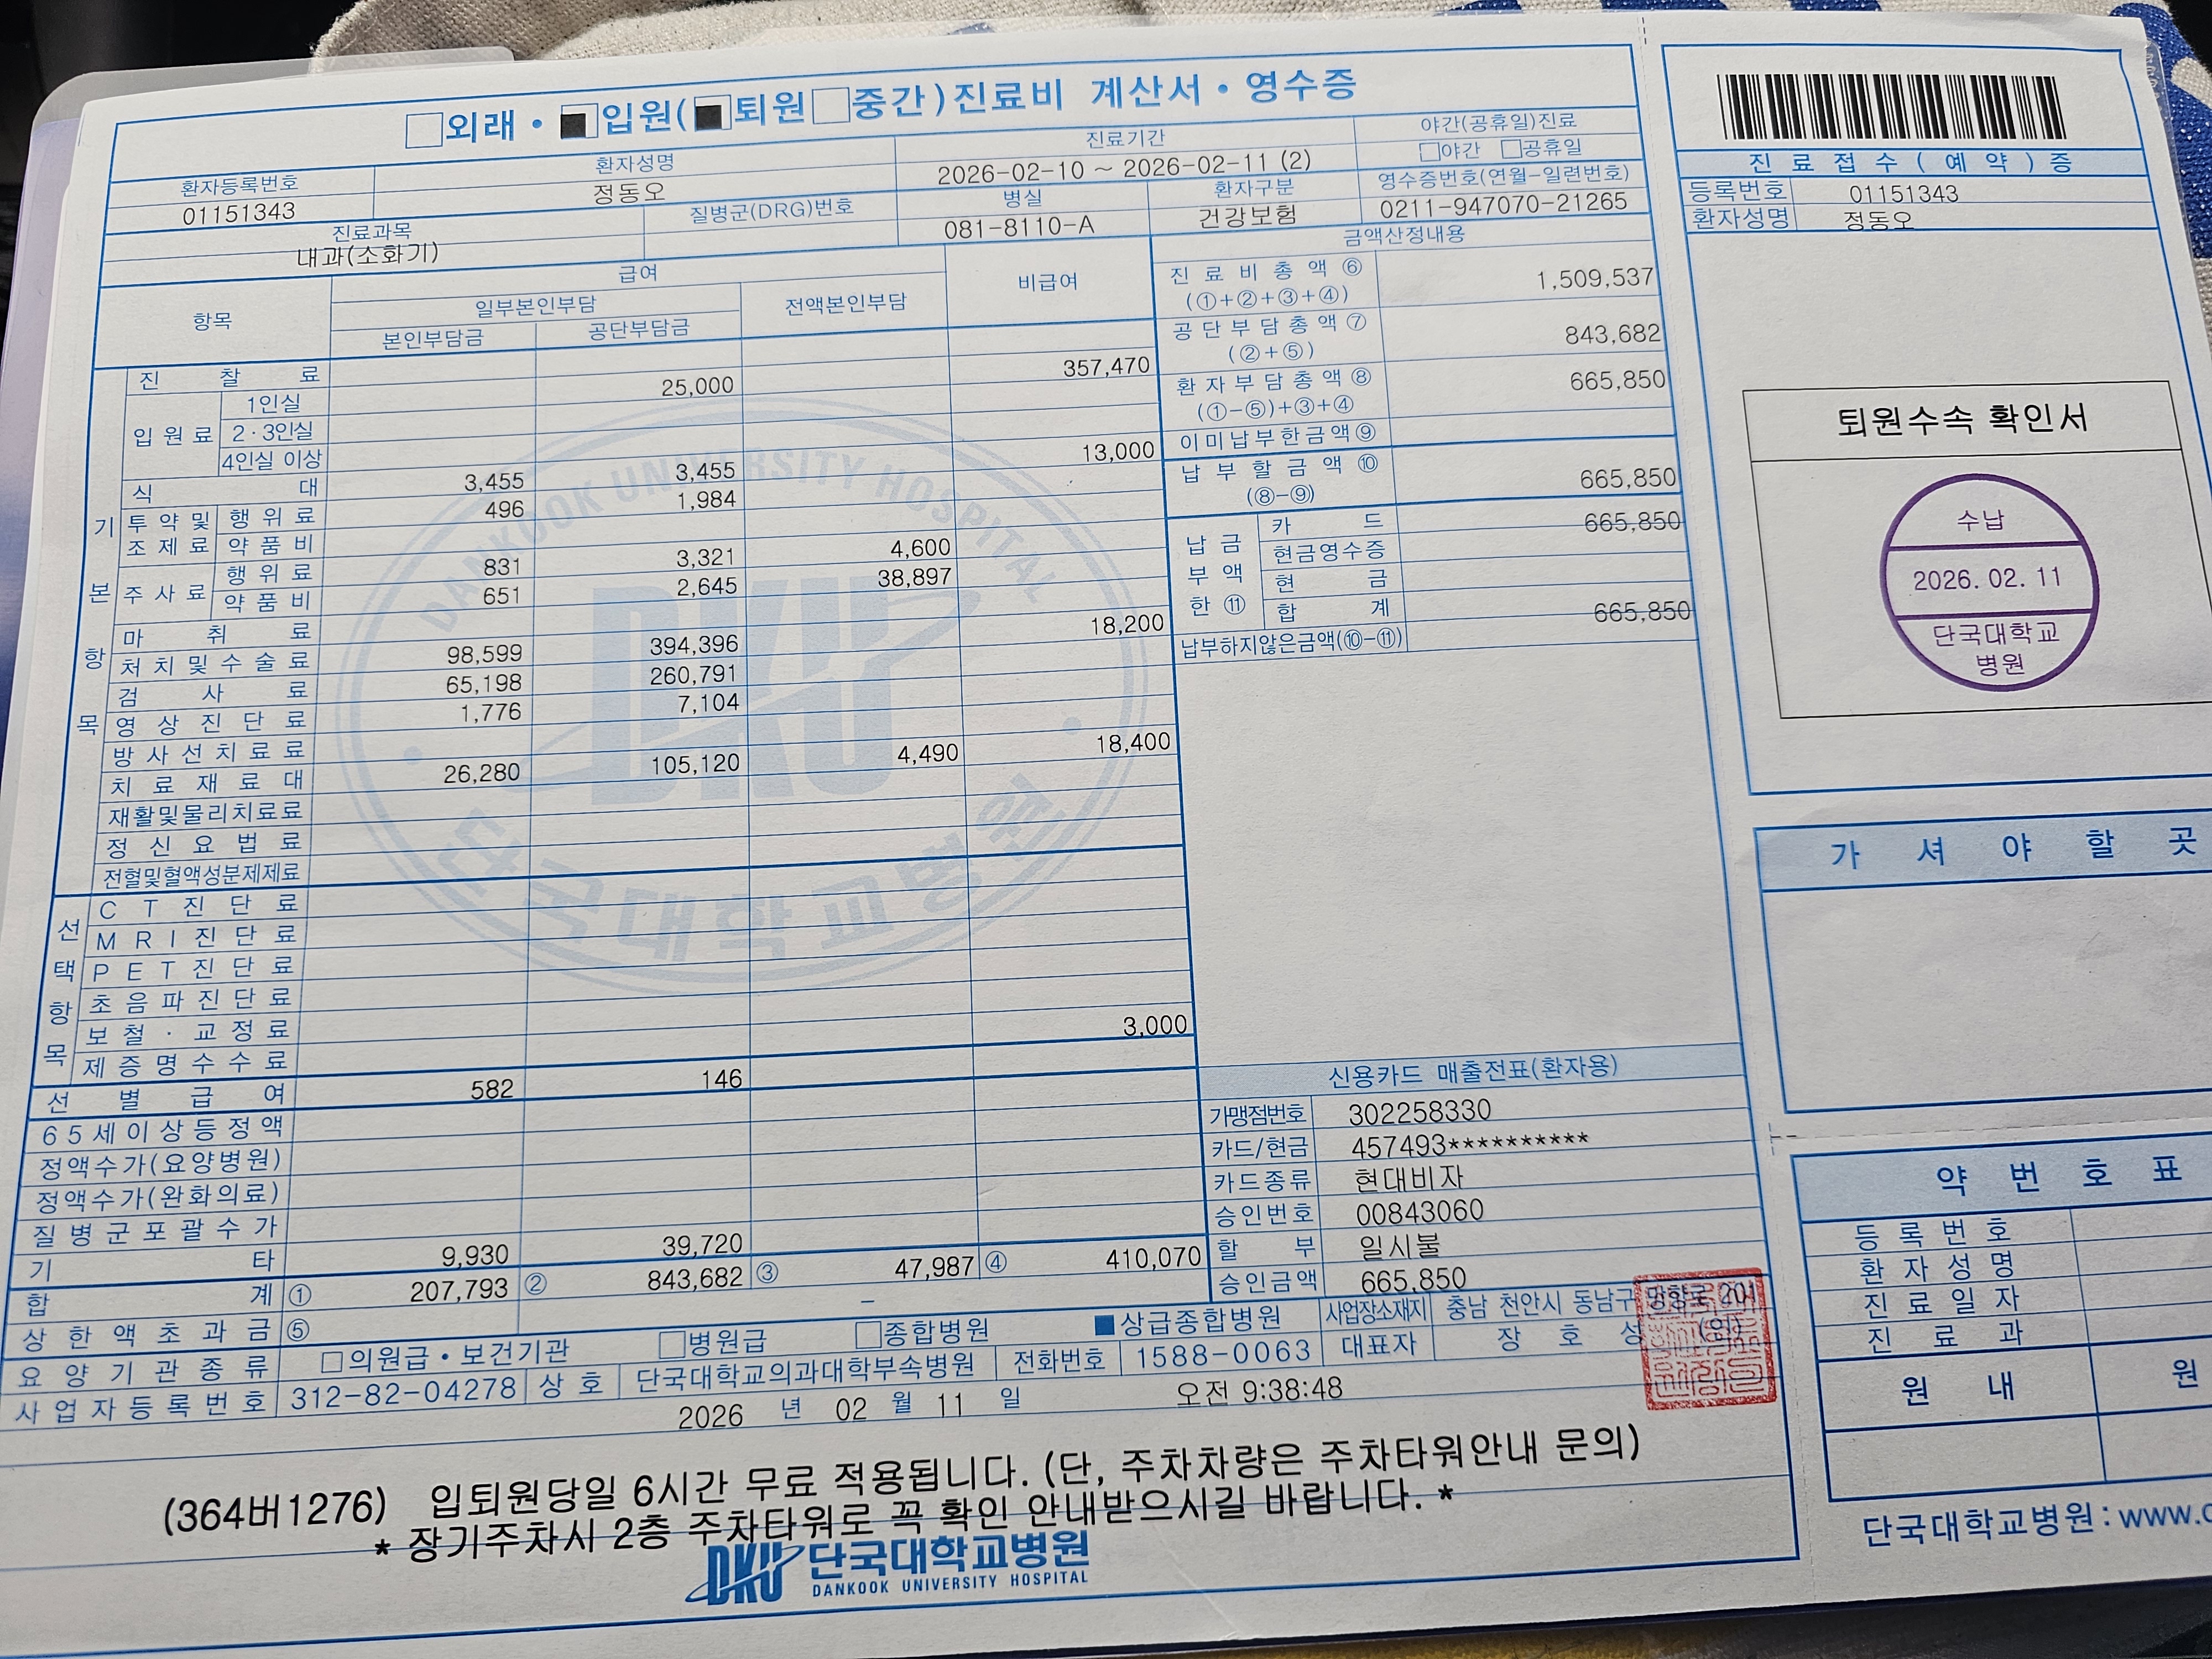 □외래 · ■입원(■퇴원□중간)진료비 계산서 · 영수증
환자등록번호 환자성명 진료기간 야간(공휴일)진료
01151343 정동오 2026-02-10 ~ 2026-02-11 (2) □야간 □공휴일
진료과목 질병군(DRG)번호 병실 환자구분 영수증번호(연월-일련번호)
내과(소화기) 081-8110-A 건강보험 0211-947070-21265
항목 급여 비급여 금액산정내용
일부본인부담 전액본인부담
본인부담금 공단부담금
기본항목
진찰료
357,470
입원료 1인실 25,000
2·3인실
4인실 이상 13,000
식대 3,455 3,455
투약 및 조제료 행위료 496 1,984
약품비
주사료 행위료 831 3,321 4,600
약품비 651 2,645 38,897
마취료 18,200
처치및수술료 98,599 394,396
검사료 65,198 260,791
영상진단료 1,776 7,104
방사선치료료
치료재료대 26,280 105,120 4,490 18,400
재활및물리치료료
정신요법료
전혈및혈액성분제제료
선택항목
CT진단료
MRI진단료
PET진단료
초음파진단료
보철·교정료
제증명수수료 3,000
선별급여 582 146
65세이상등정액
정액수가(요양병원)
정액수가(완화의료)
질병군포괄수가
기타 9,930 39,720
합계 ① 207,793 ② 843,682 ③ 47,987 ④ 410,070
상한액초과금 ⑤ –
요양기관종류 □의원급·보건기관 □병원급 □종합병원 ■상급종합병원
사업자등록번호 312-82-04278 상호 단국대학교의과대학부속병원 전화번호 1588-0063
사업장소재지 충남 천안시 동남구 망향로 201
대표자 장호성 (인)
2026 년 02 월 11 일 오전 9:38:48
진료비총액⑥ (①+②+③+④) 1,509,537
공단부담총액⑦ (②+⑤) 843,682
환자부담총액⑧ (①-⑤)+③+④ 665,850
이미납부한금액⑨
납부할금액⑩ (⑧-⑨) 665,850
납부한금액⑪ 카드 665,850
현금영수증
현금
합계 665,850
납부하지않은금액(⑩-⑪)
신용카드 매출전표(환자용)
가맹점번호 302258330
카드/현금 457493**********
카드종류 현대비자
승인번호 00843060
할부 일시불
승인금액 665,850
(364버1276) 입퇴원당일 6시간 무료 적용됩니다. (단, 주차차량은 주차타워안내 문의)
* 장기주차시 2층 주차타워로 꼭 확인 안내받으시길 바랍니다. *
DKU 단국대학교병원
DANKOOK UNIVERSITY HOSPITAL
DANKOOK UNIVERSITY HOSPITAL
DKU
단국대학교병원
진료접수(예약)증
등록번호 01151343
환자성명 정동오
퇴원수속 확인서
수납
2026. 02. 11
단국대학교
병원
가셔야할곳
약번호표
등록번호
환자성명
진료일자
진료과
원내 원
단국대학교병원:www.